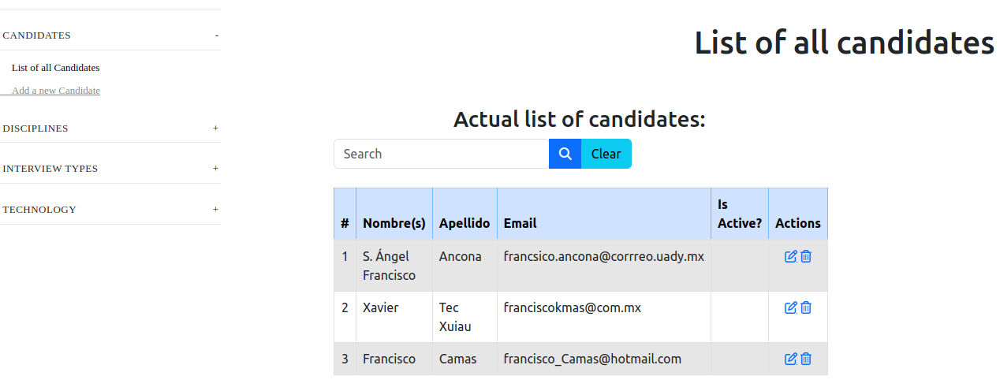 CANDIDATES -
List of all Candidates
Add a new Candidate
DISCIPLINES +
INTERVIEW TYPES +
TECHNOLOGY +
List of all candidates
Actual list of candidates:
Search Clear
# Nombre(s) Apellido Email Is Active? Actions
1 S. Ángel Francisco Ancona francsico.ancona@corrreo.uady.mx
2 Xavier Tec Xuiau franciscokmas@com.mx
3 Francisco Camas francisco_Camas@hotmail.com